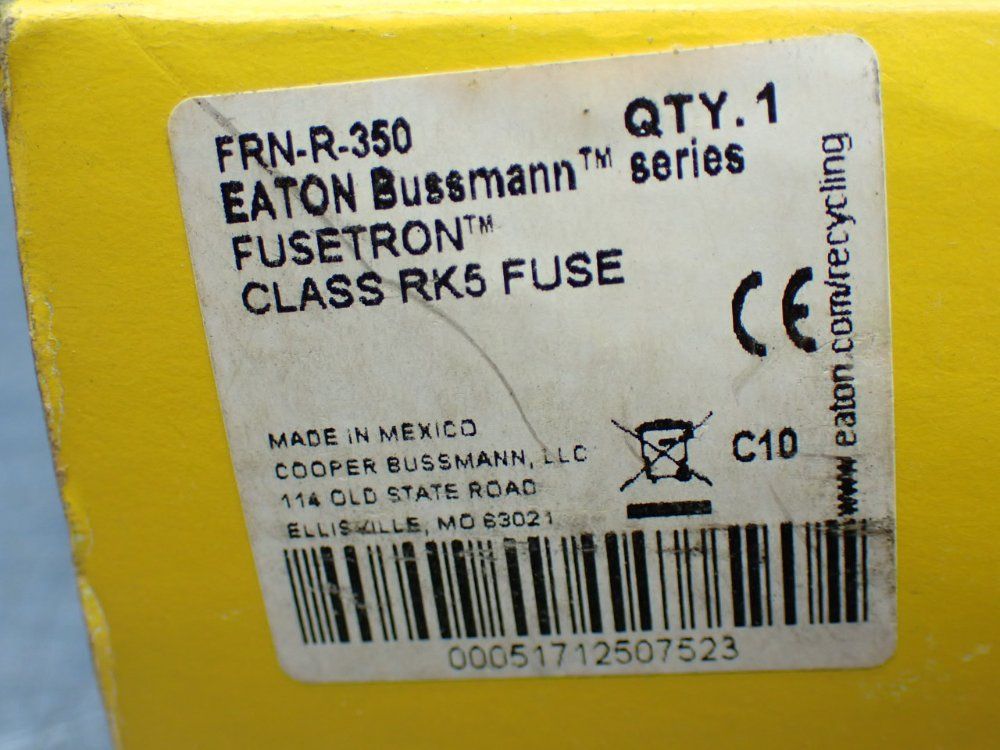 FRN-R-350
QTY. 1
EATON Bussmann™ series
FUSETRON™
CLASS RK5 FUSE
CE
www.eaton.com/recycling
MADE IN MEXICO
COOPER BUSSMANN, LLC
114 OLD STATE ROAD
ELLISVILLE, MO 63021
C10
00051712507523